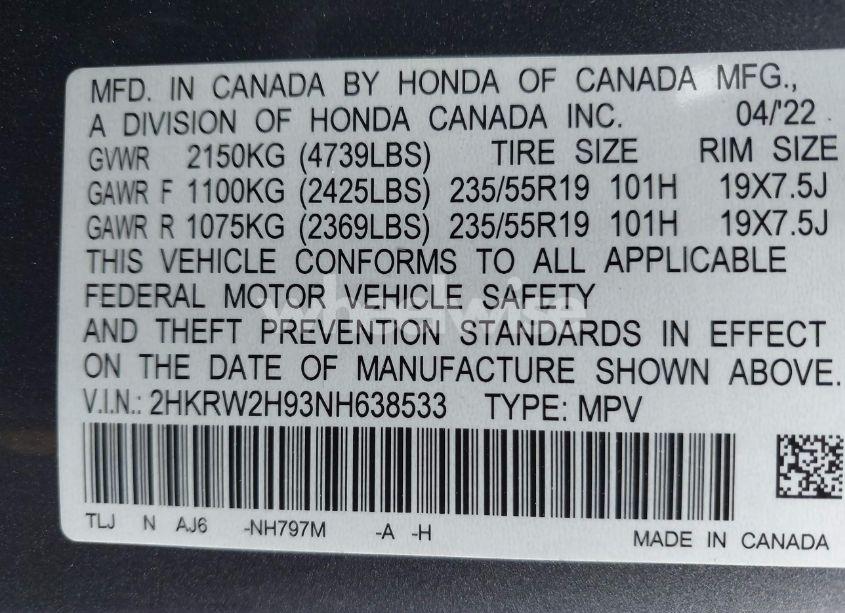 MFD. IN CANADA BY HONDA OF CANADA MFG.,
A DIVISION OF HONDA CANADA INC. 04/'22
GVWR 2150KG (4739LBS) TIRE SIZE RIM SIZE
GAWR F 1100KG (2425LBS) 235/55R19 101H 19X7.5J
GAWR R 1075KG (2369LBS) 235/55R19 101H 19X7.5J
THIS VEHICLE CONFORMS TO ALL APPLICABLE
FEDERAL MOTOR VEHICLE SAFETY
wheelwise
AND THEFT PREVENTION STANDARDS IN EFFECT
ON THE DATE OF MANUFACTURE SHOWN ABOVE.
V.I.N.: 2HKRW2H93NH638533 TYPE: MPV
TLJ N AJ6 -NH797M -A -H
MADE IN CANADA